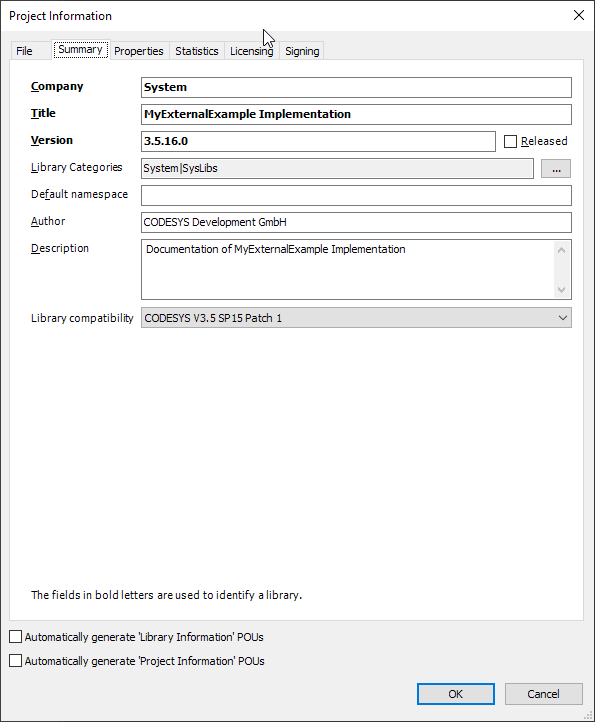 Project Information
File Summary Properties Statistics Licensing Signing
Company System
Title MyExternalExample Implementation
Version 3.5.16.0 Released
Library Categories System|SysLibs ...
Default namespace
Author CODESYS Development GmbH
Description Documentation of MyExternalExample Implementation
Library compatibility CODESYS V3.5 SP15 Patch 1
The fields in bold letters are used to identify a library.
Automatically generate 'Library Information' POUs
Automatically generate 'Project Information' POUs
OK Cancel